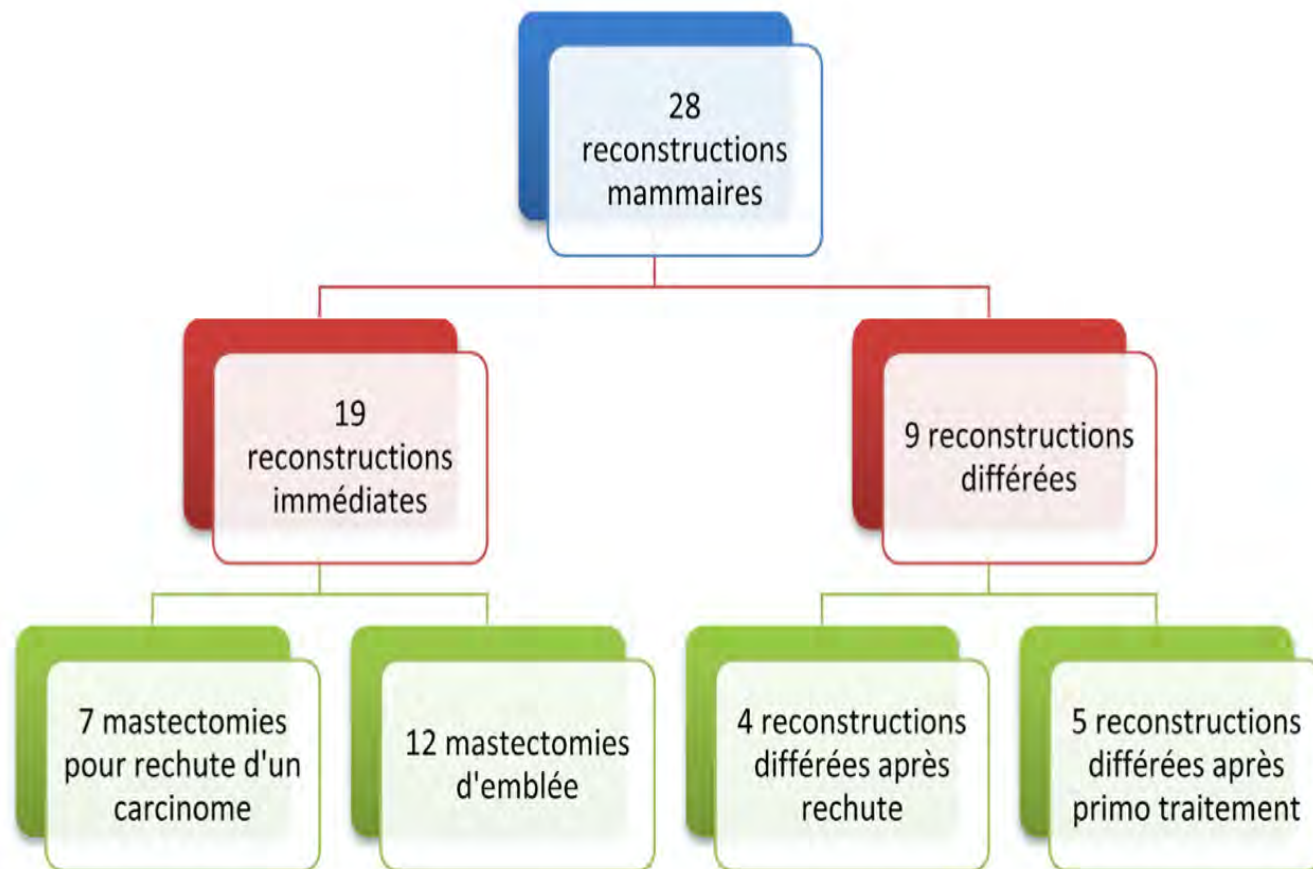 28
reconstructions
mammaires
19
reconstructions
immédiates
9 reconstructions
différées
7 mastectomies
pour rechute d'un
carcinome
12 mastectomies
d'emblée
4 reconstructions
différées après
rechute
5 reconstructions
différées après
primo traitement